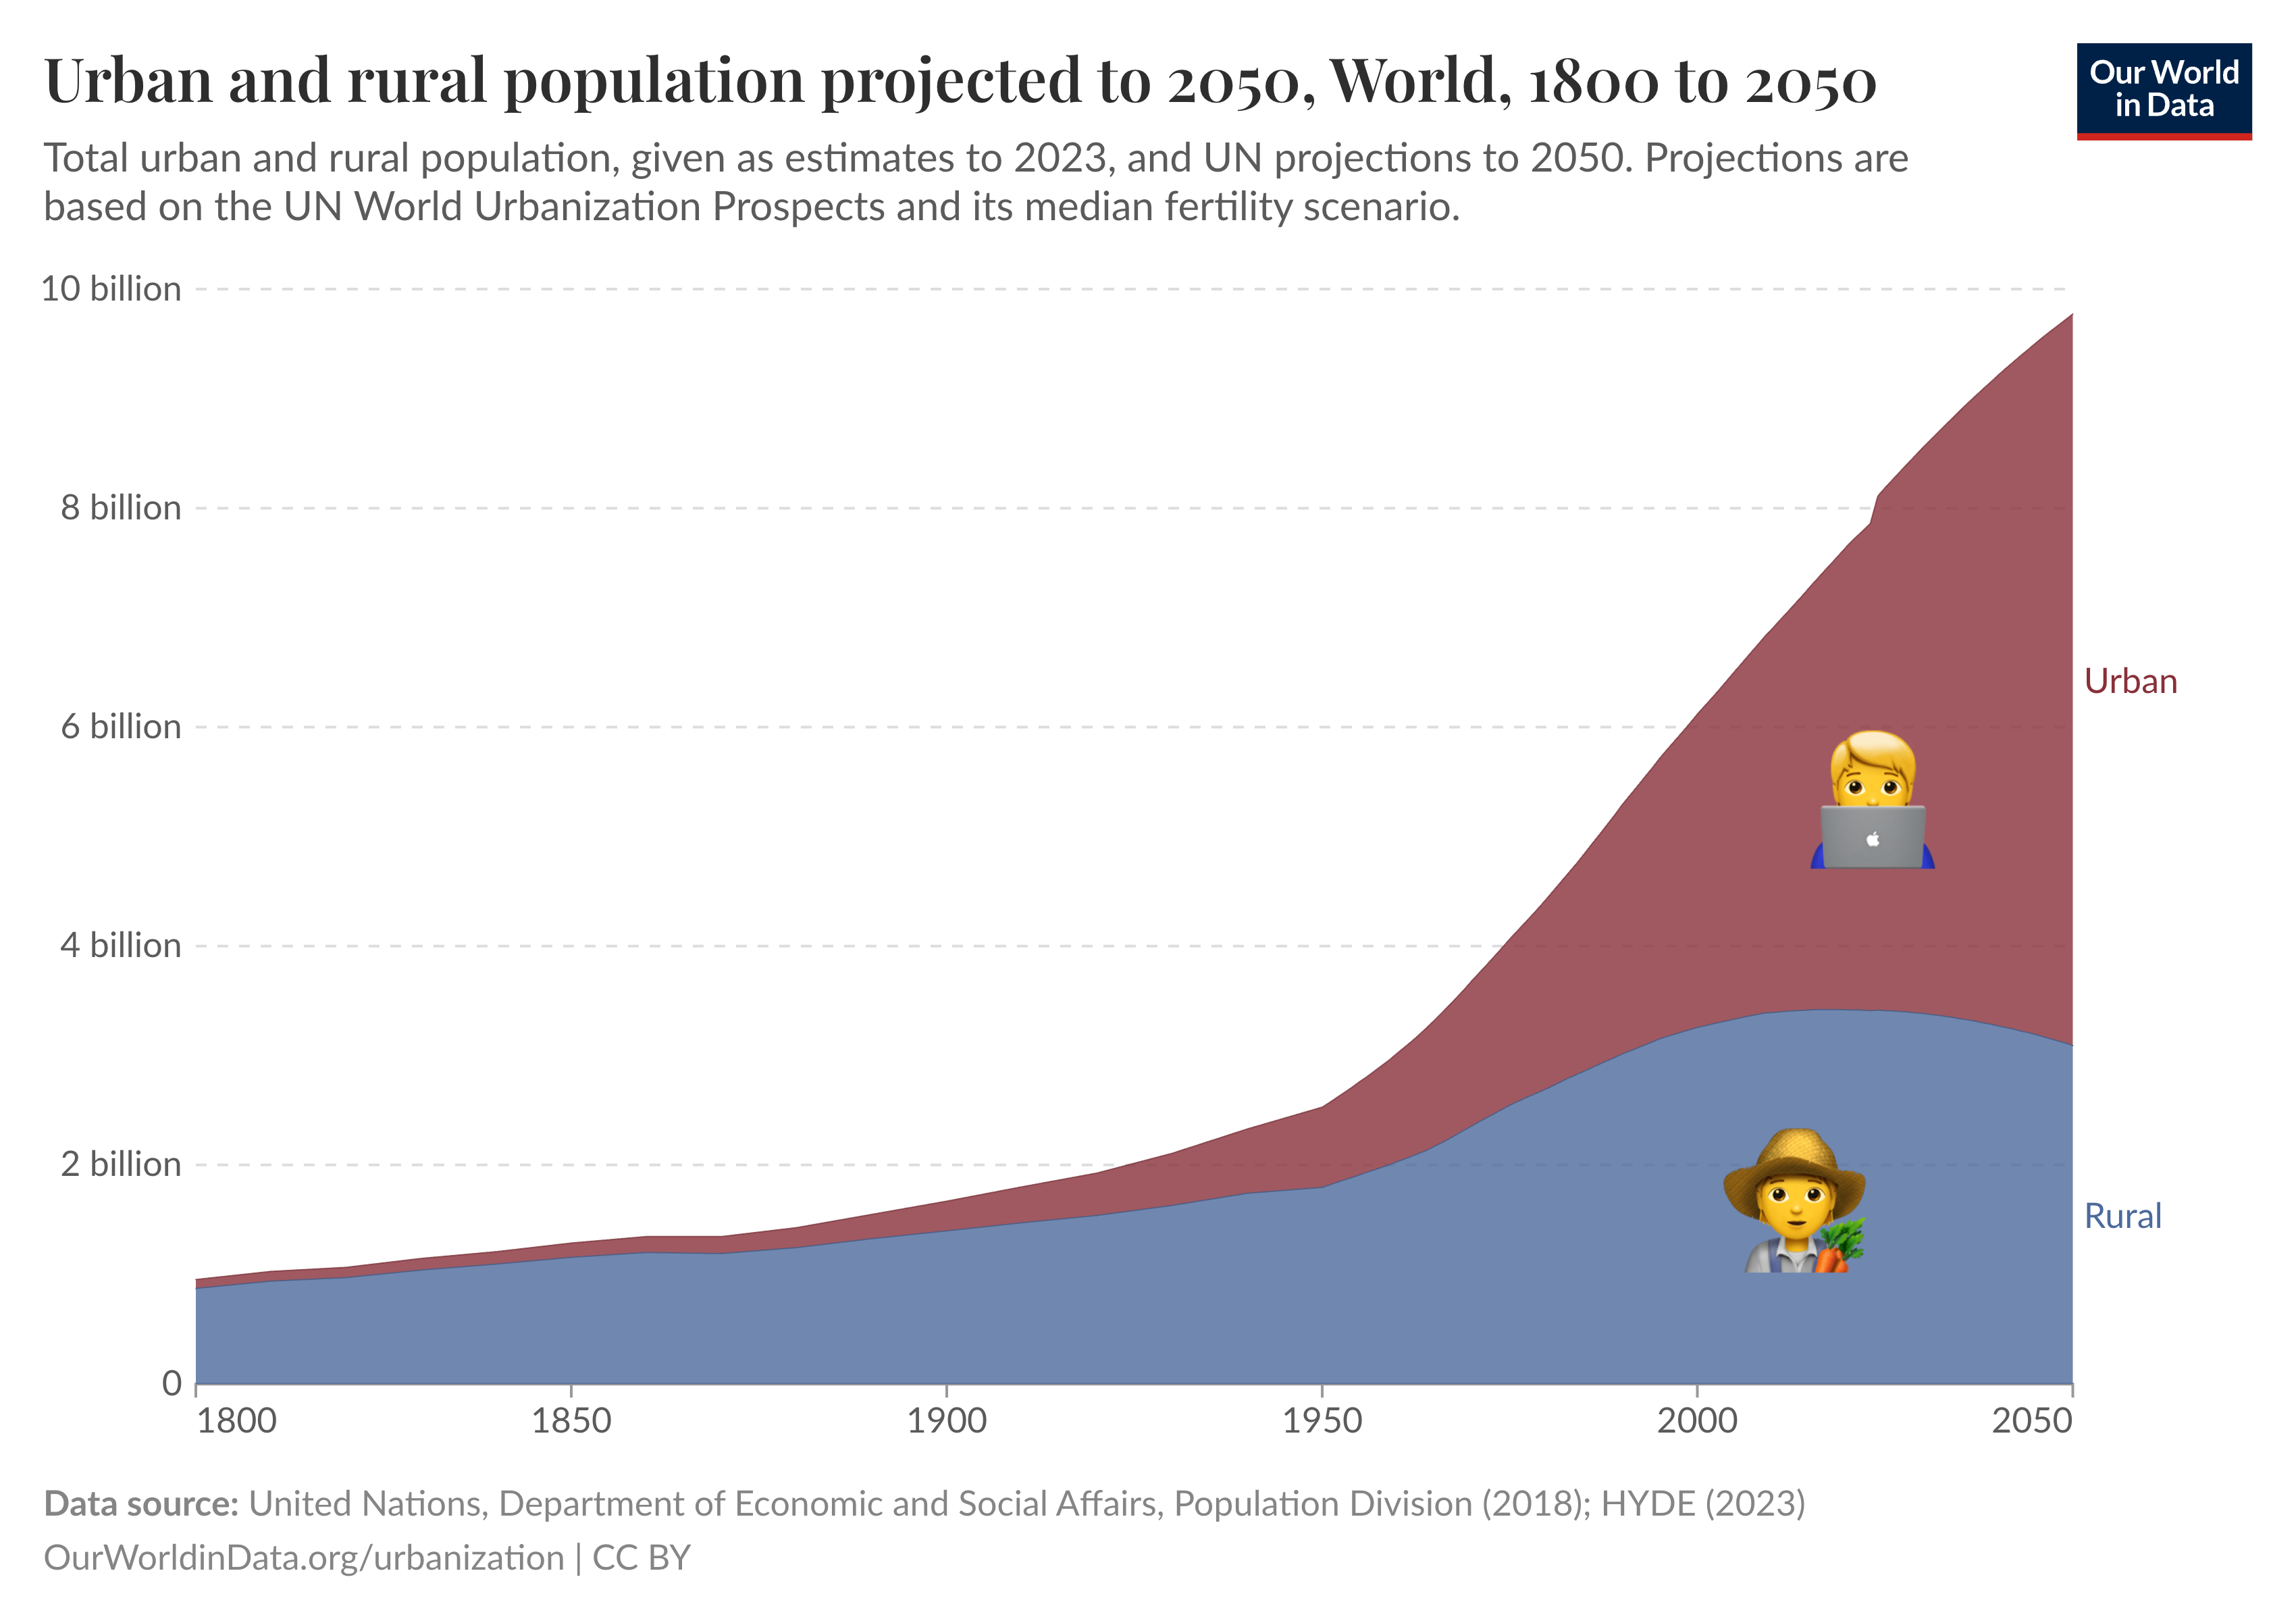 Urban and rural population projected to 2050, World, 1800 to 2050
Our World
in Data
Total urban and rural population, given as estimates to 2023, and UN projections to 2050. Projections are
based on the UN World Urbanization Prospects and its median fertility scenario.
10 billion
8 billion
6 billion
4 billion
2 billion
0
Urban
Rural
1800
1850
1900
1950
2000
2050
Data source: United Nations, Department of Economic and Social Affairs, Population Division (2018); HYDE (2023)
OurWorldinData.org/urbanization | CC BY